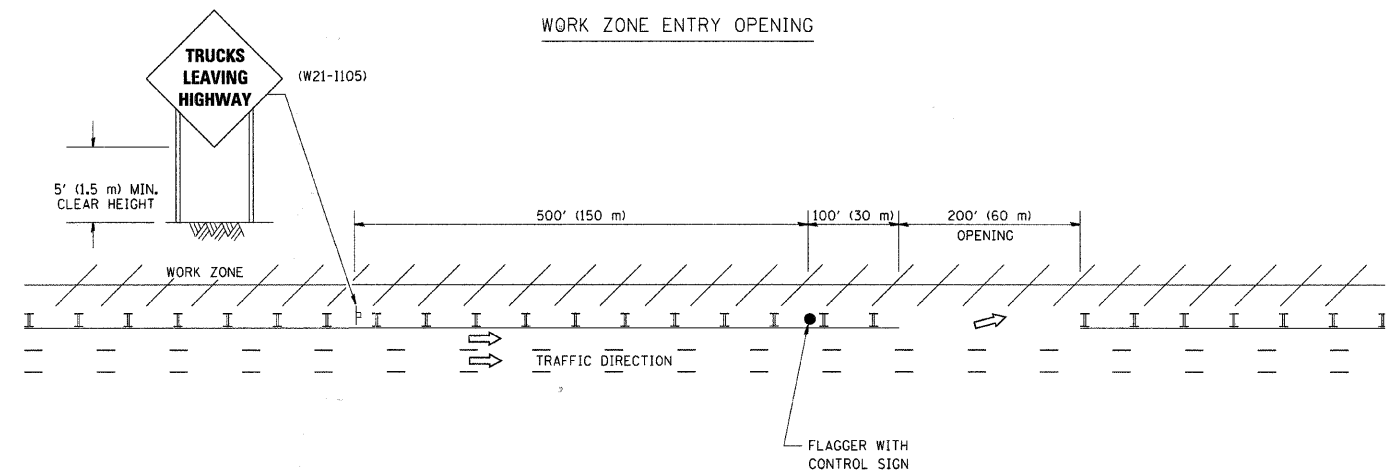 WORK ZONE ENTRY OPENING
TRUCKS
LEAVING
HIGHWAY
(W21-I105)
5' (1.5 m) MIN.
CLEAR HEIGHT
500' (150 m)
100' (30 m)
200' (60 m)
OPENING
WORK ZONE
TRAFFIC DIRECTION
FLAGGER WITH
CONTROL SIGN